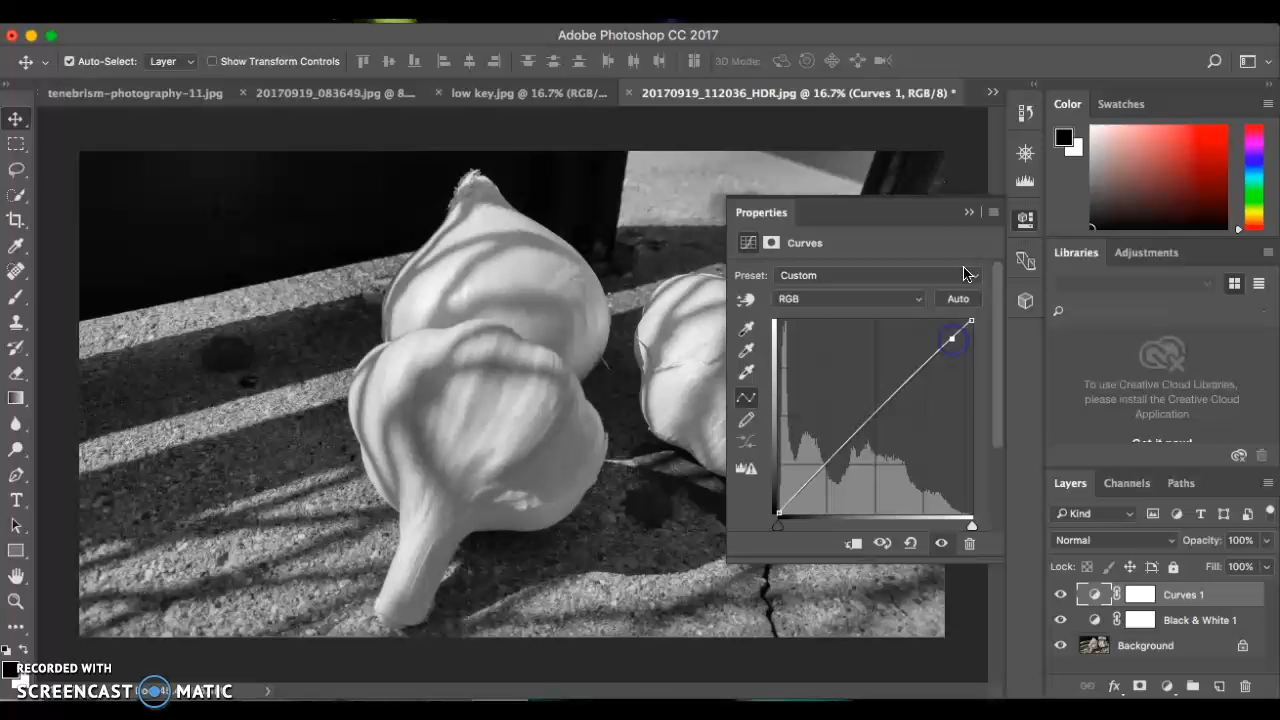 Adobe Photoshop CC 2017
Auto-Select: Layer Show Transform Controls 3D Mode:
tenebrism-photography-11.jpg 20170919_083649.jpg @ 8.... low key.jpg @ 16.7% (RGB/... 20170919_112036_HDR.jpg @ 16.7% (Curves 1, RGB/8) *
Color Swatches
Properties
Curves
Preset: Custom
RGB Auto
Libraries Adjustments
To use Creative Cloud Libraries,
please install the Creative Cloud
Application
Get it now!
Layers Channels Paths
Kind
Normal Opacity: 100%
Lock: Fill: 100%
Curves 1
Black & White 1
Background
RECORDED WITH
SCREENCAST MATIC